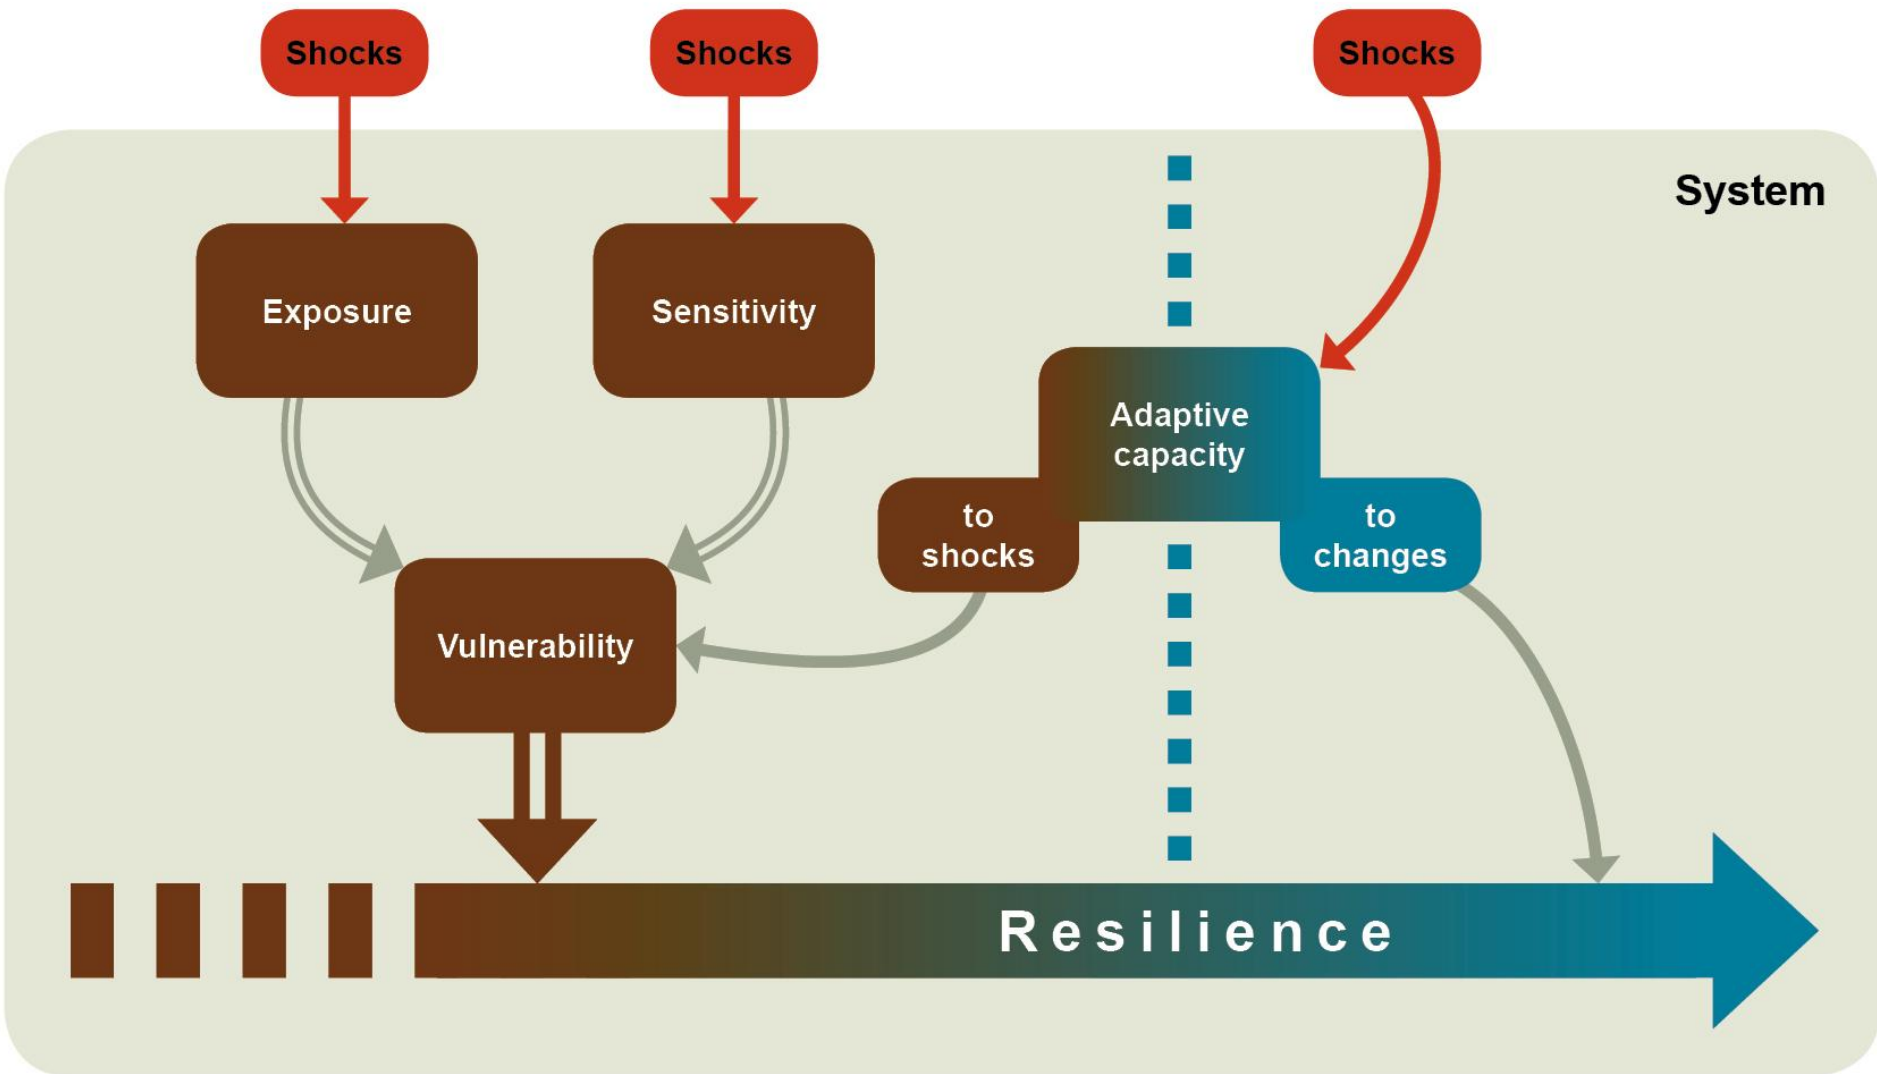 Shocks
Shocks
Shocks
System
Exposure
Sensitivity
Adaptive
capacity
to
shocks
to
changes
Vulnerability
Resilience